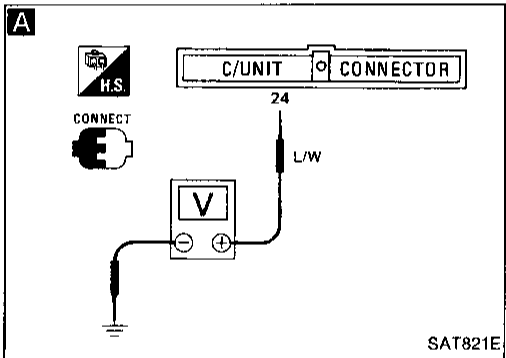 A
H.S.
C/UNIT CONNECTOR
24
CONNECT
L/W
V
SAT821E